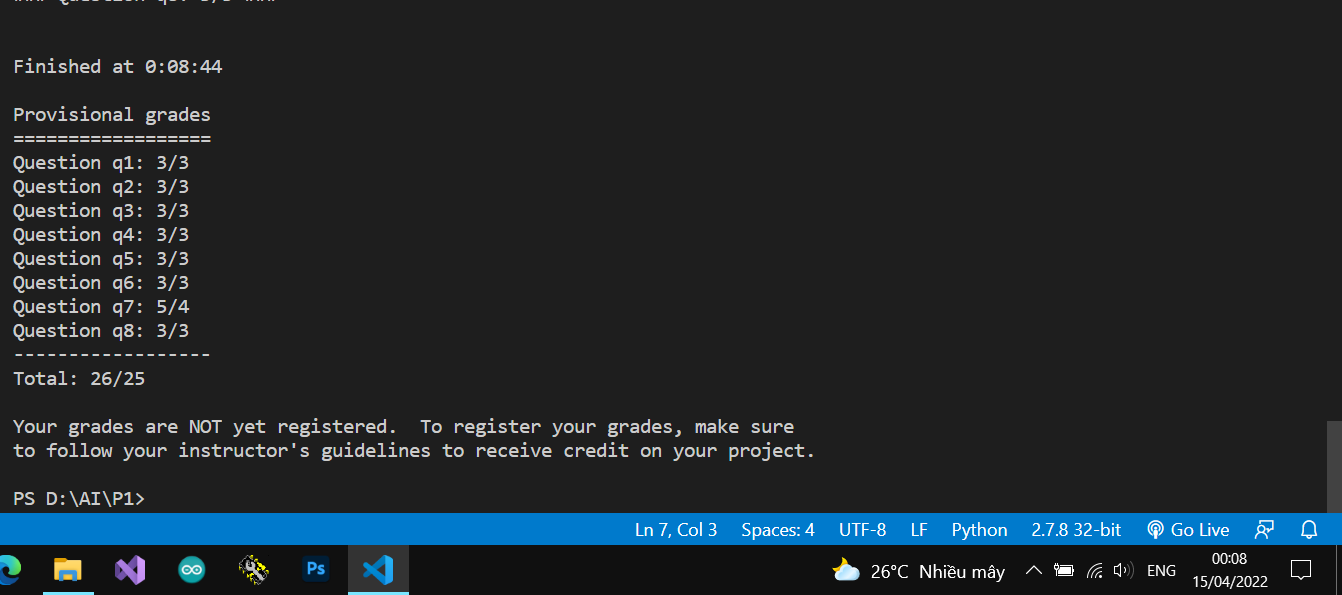 Finished at 0:08:44
Provisional grades
==================
Question q1: 3/3
Question q2: 3/3
Question q3: 3/3
Question q4: 3/3
Question q5: 3/3
Question q6: 3/3
Question q7: 5/4
Question q8: 3/3
------------------
Total: 26/25
Your grades are NOT yet registered.  To register your grades, make sure
to follow your instructor's guidelines to receive credit on your project.
PS D:\AI\P1>
Ln 7, Col 3 Spaces: 4 UTF-8 LF Python 2.7.8 32-bit Go Live
Ps 26°C Nhiều mây ENG 00:08
15/04/2022